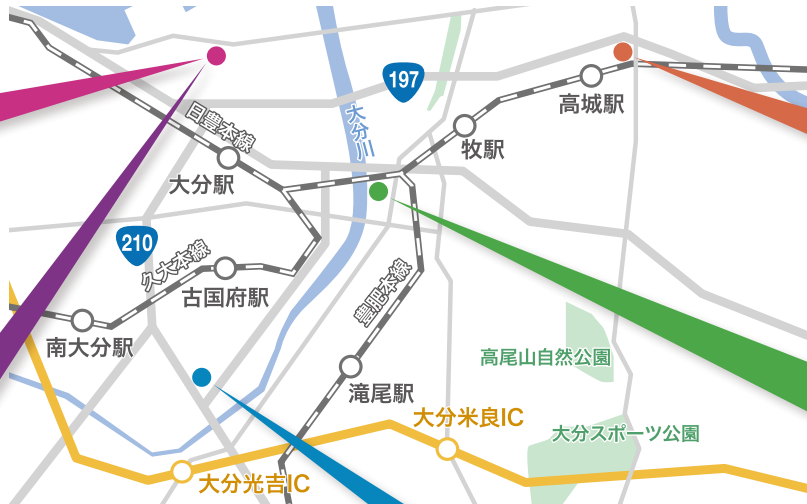 197
高城駅
大分川
日豊本線
牧駅
大分駅
210
久大本線
古国府駅
豊肥本線
南大分駅
高尾山自然公園
滝尾駅
大分米良IC
大分スポーツ公園
大分光吉IC